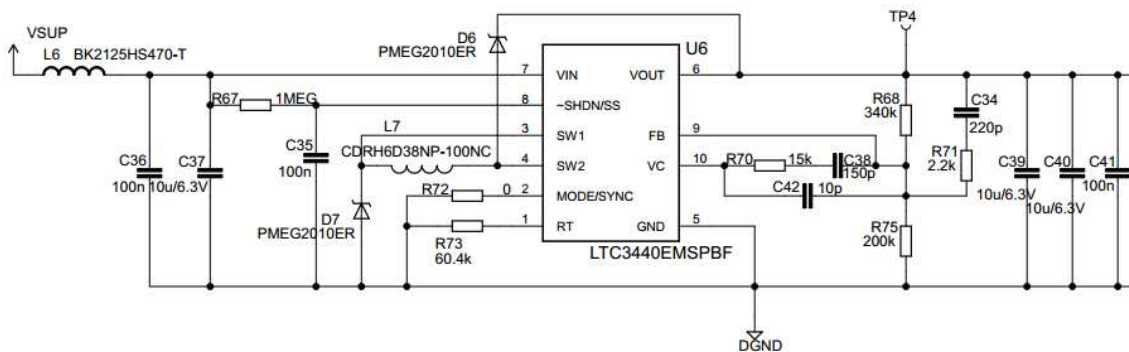 TP4
VSUP
L6 BK2125HS470-T
D6
PMEG2010ER
U6
7 VIN VOUT 6
R67 1MEG
8 ~SHDN/SS
R68
340k
C34
220p
L7
3 SW1 FB 9
CDRH6D38NP-100NC
C36
100n
C37
10u/6.3V
C35
100n
4 SW2 VC 10
R70 15k
C38
150p
R71
2.2k
C39
10u/6.3V
C40
10u/6.3V
C41
100n
R72 0
2 MODE/SYNC
C42 10p
D7
PMEG2010ER
1 RT GND 5
R73
60.4k
R75
200k
LTC3440EMSPBF
DGND